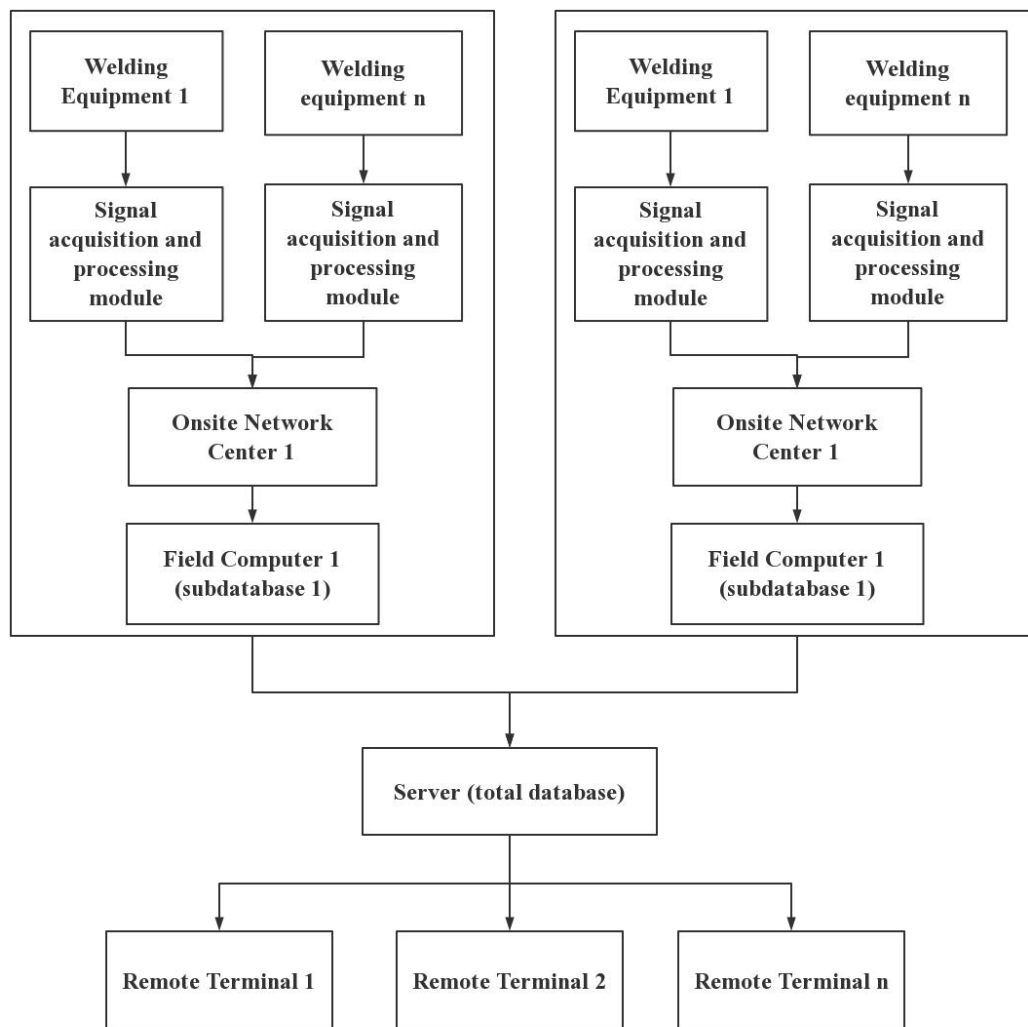 Welding
Equipment 1
Welding
equipment n
Signal
acquisition and
processing
module
Signal
acquisition and
processing
module
Onsite Network
Center 1
Field Computer 1
(subdatabase 1)
Welding
Equipment 1
Welding
equipment n
Signal
acquisition and
processing
module
Signal
acquisition and
processing
module
Onsite Network
Center 1
Field Computer 1
(subdatabase 1)
Server (total database)
Remote Terminal 1
Remote Terminal 2
Remote Terminal n